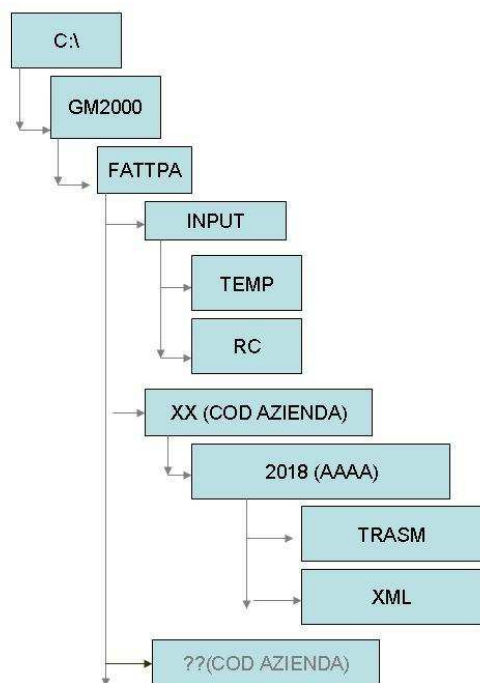 C:\
GM2000
FATTPA
INPUT
TEMP
RC
XX (COD AZIENDA)
2018 (AAAA)
TRASM
XML
??(COD AZIENDA)